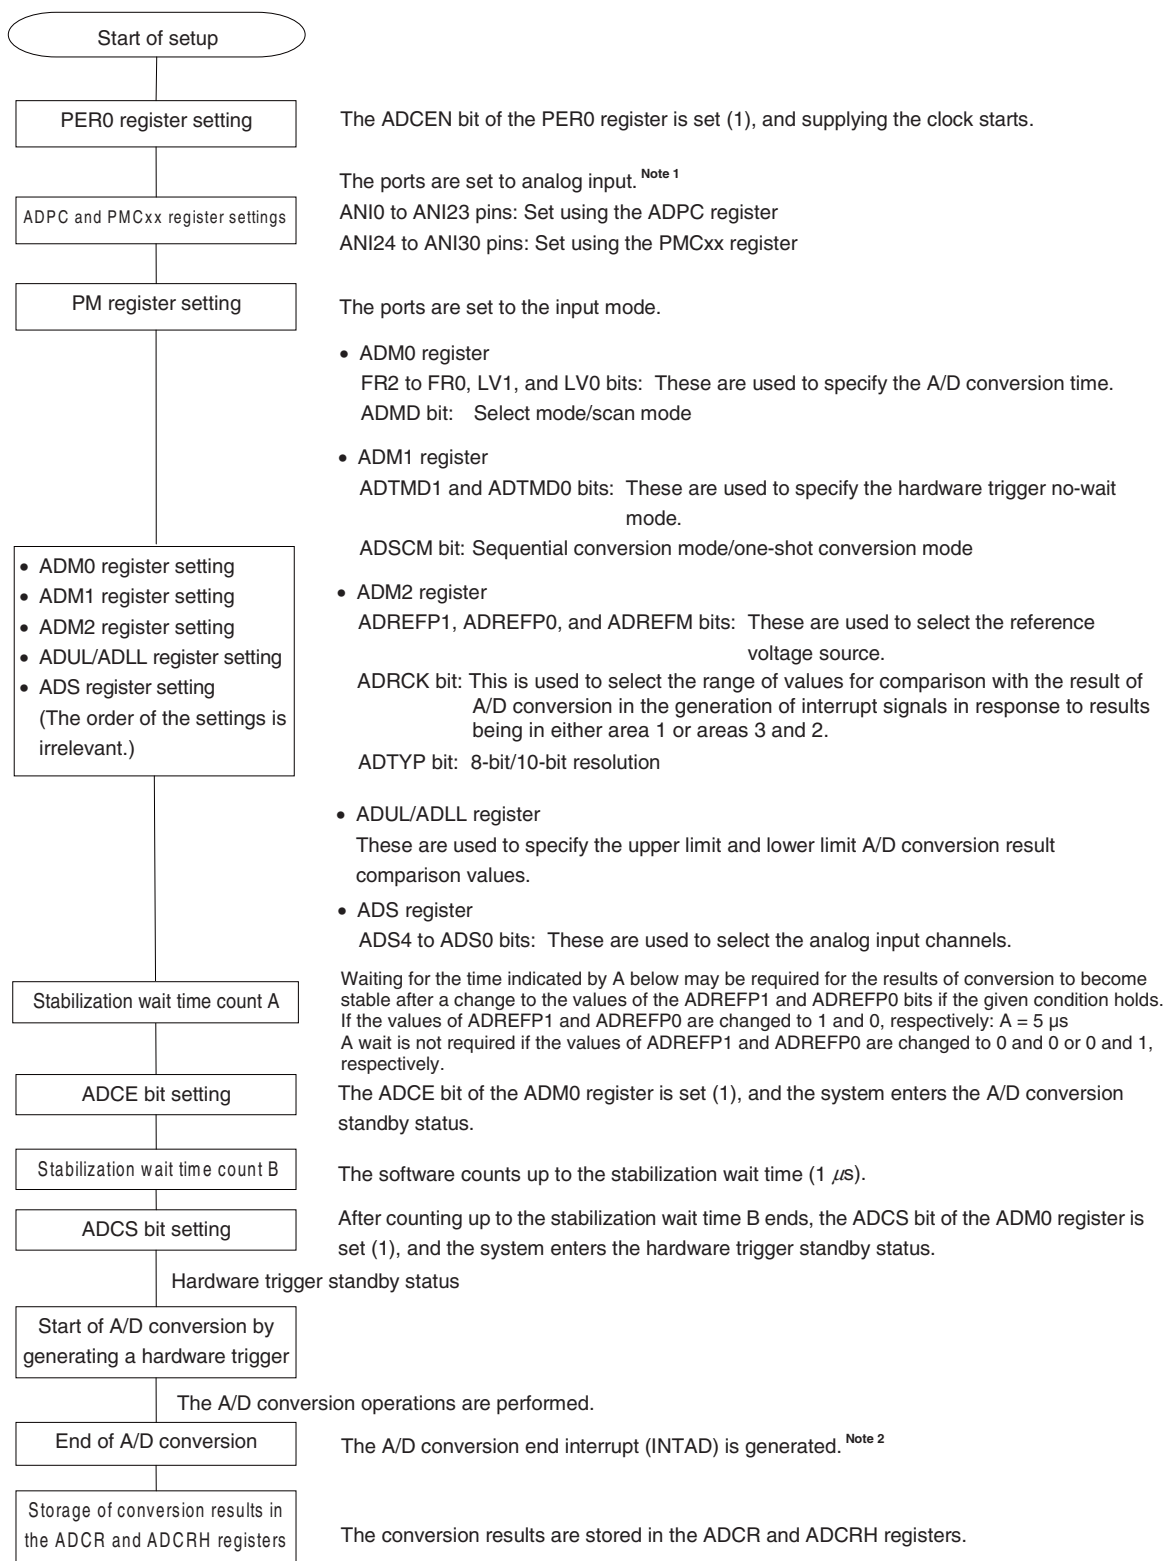 Start of setup
PER0 register setting
The ADCEN bit of the PER0 register is set (1), and supplying the clock starts.
ADPC and PMCxx register settings
The ports are set to analog input. Note 1
ANI0 to ANI23 pins: Set using the ADPC register
ANI24 to ANI30 pins: Set using the PMCxx register
PM register setting
The ports are set to the input mode.
• ADM0 register setting
• ADM1 register setting
• ADM2 register setting
• ADUL/ADLL register setting
• ADS register setting
(The order of the settings is
irrelevant.)
• ADM0 register
FR2 to FR0, LV1, and LV0 bits: These are used to specify the A/D conversion time.
ADMD bit: Select mode/scan mode
• ADM1 register
ADTMD1 and ADTMD0 bits: These are used to specify the hardware trigger no-wait
mode.
ADSCM bit: Sequential conversion mode/one-shot conversion mode
• ADM2 register
ADREFP1, ADREFP0, and ADREFM bits: These are used to select the reference
voltage source.
ADRCK bit: This is used to select the range of values for comparison with the result of
A/D conversion in the generation of interrupt signals in response to results
being in either area 1 or areas 3 and 2.
ADTYP bit: 8-bit/10-bit resolution
• ADUL/ADLL register
These are used to specify the upper limit and lower limit A/D conversion result
comparison values.
• ADS register
ADS4 to ADS0 bits: These are used to select the analog input channels.
Stabilization wait time count A
Waiting for the time indicated by A below may be required for the results of conversion to become
stable after a change to the values of the ADREFP1 and ADREFP0 bits if the given condition holds.
If the values of ADREFP1 and ADREFP0 are changed to 1 and 0, respectively: A = 5 μs
A wait is not required if the values of ADREFP1 and ADREFP0 are changed to 0 and 0 or 0 and 1,
respectively.
ADCE bit setting
The ADCE bit of the ADM0 register is set (1), and the system enters the A/D conversion
standby status.
Stabilization wait time count B
The software counts up to the stabilization wait time (1 μs).
ADCS bit setting
After counting up to the stabilization wait time B ends, the ADCS bit of the ADM0 register is
set (1), and the system enters the hardware trigger standby status.
Hardware trigger standby status
Start of A/D conversion by
generating a hardware trigger
The A/D conversion operations are performed.
End of A/D conversion
The A/D conversion end interrupt (INTAD) is generated. Note 2
Storage of conversion results in
the ADCR and ADCRH registers
The conversion results are stored in the ADCR and ADCRH registers.